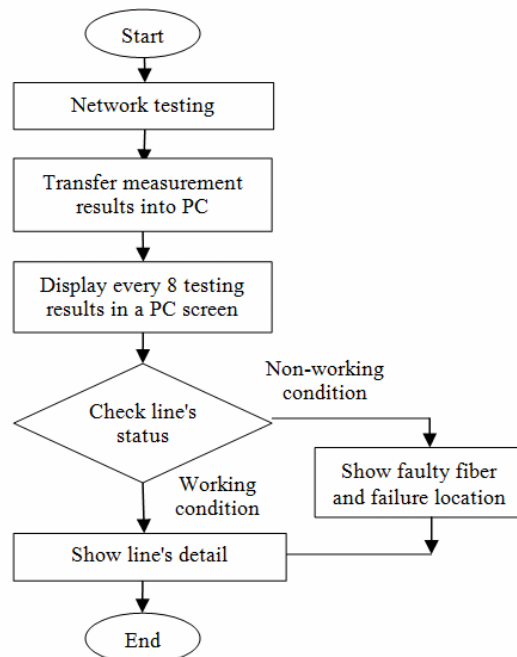 Start
Network testing
Transfer measurement
results into PC
Display every 8 testing
results in a PC screen
Check line's
status
Non-working
condition
Show faulty fiber
and failure location
Working
condition
Show line's detail
End